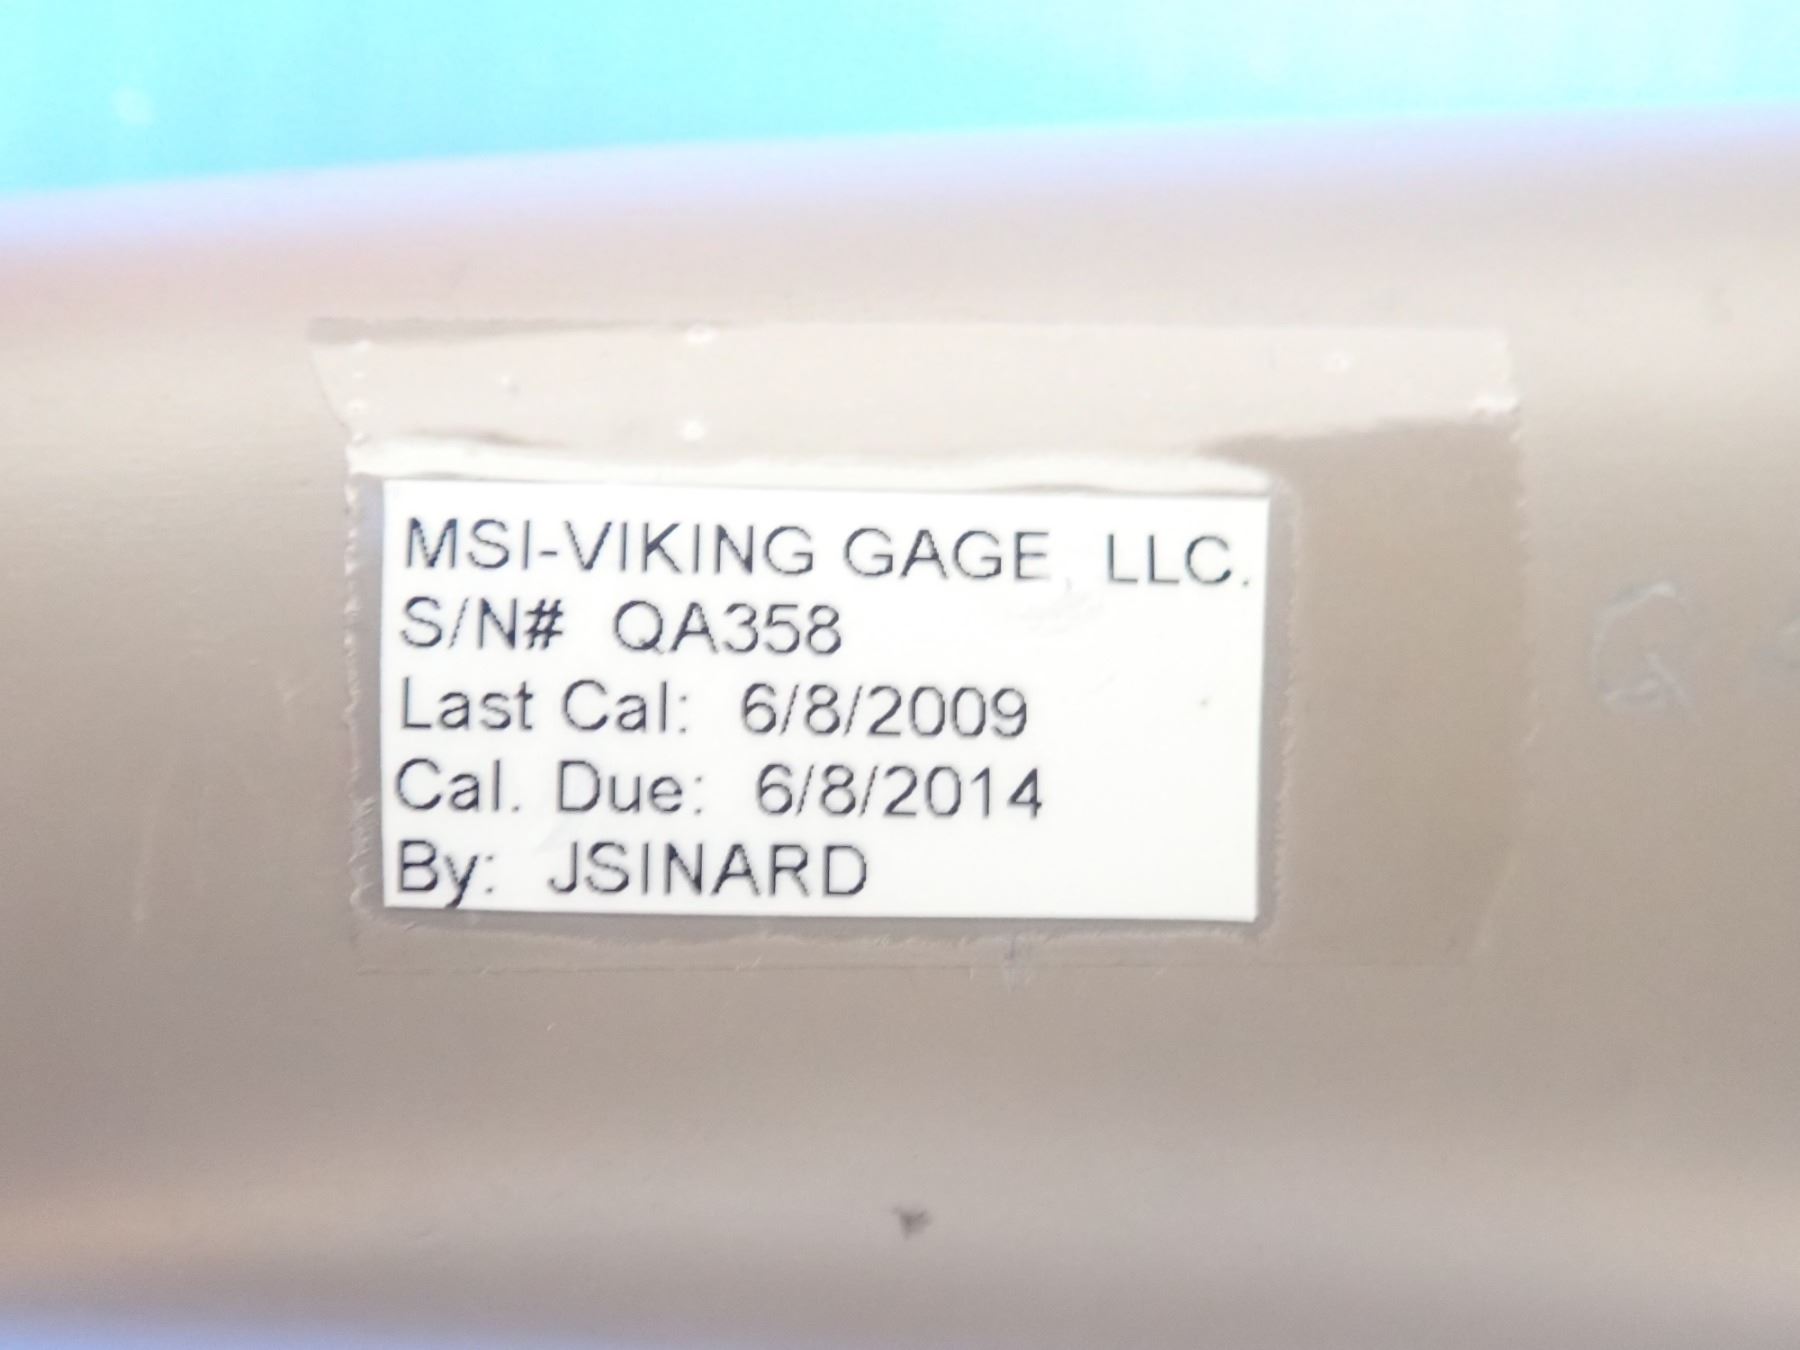 MSI-VIKING GAGE, LLC.
S/N# QA358
Last Cal: 6/8/2009
Cal. Due: 6/8/2014
By: JSINARD